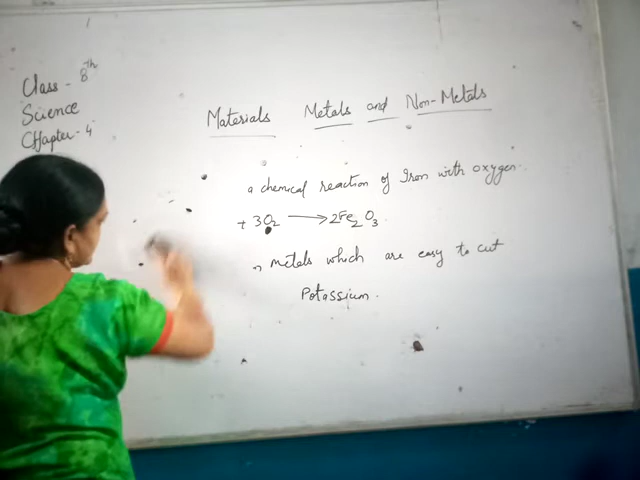 Class - 8th
Science
Chapter - 4
Materials Metals and Non-Metals
a chemical reaction of Iron with oxygen.
+ 3O2 → 2Fe2O3
metals which are easy to cut
Potassium.